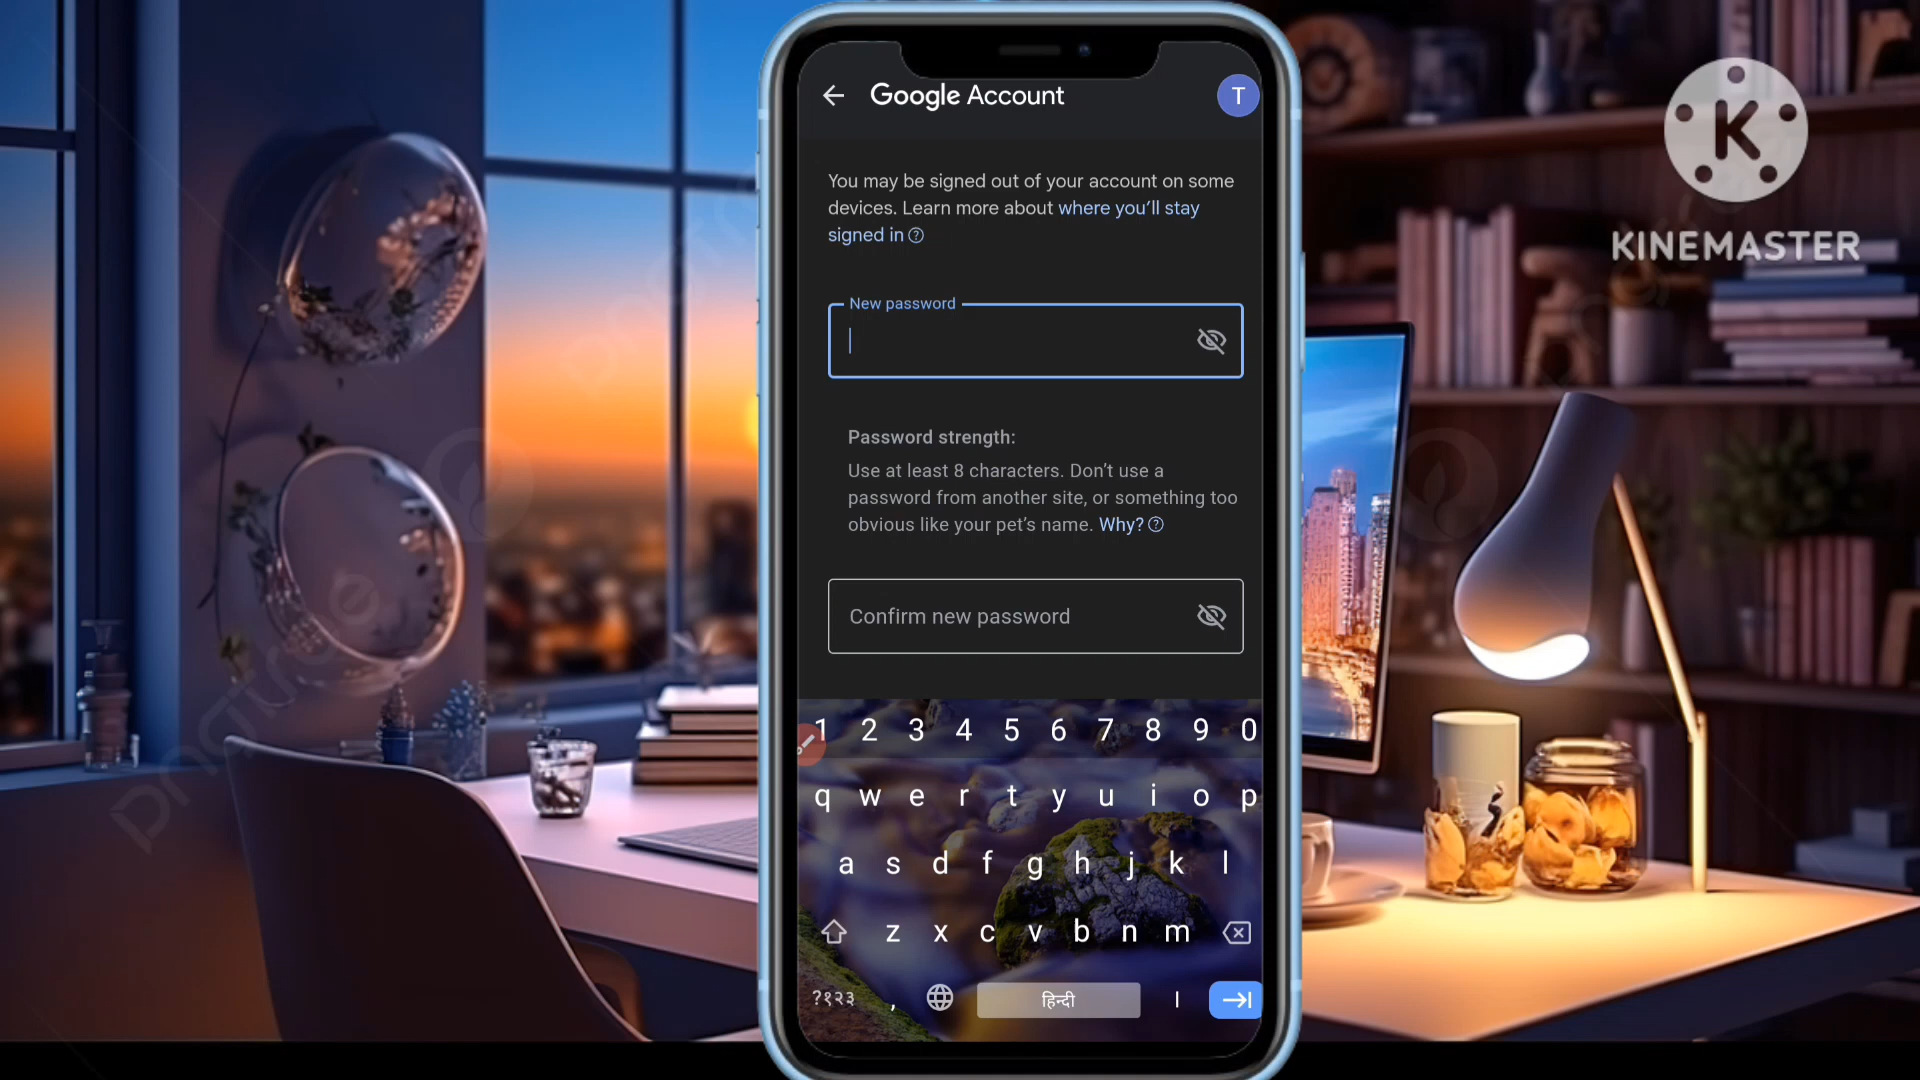 Google Account
T
You may be signed out of your account on some
devices. Learn more about where you'll stay
signed in
New password
Password strength:
Use at least 8 characters. Don't use a
password from another site, or something too
obvious like your pet's name. Why?
Confirm new password
1 2 3 4 5 6 7 8 9 0
q w e r t y u i o p
a s d f g h j k l
z x c v b n m
?१२३ , हिन्दी ।
K
KINEMASTER
pngtree